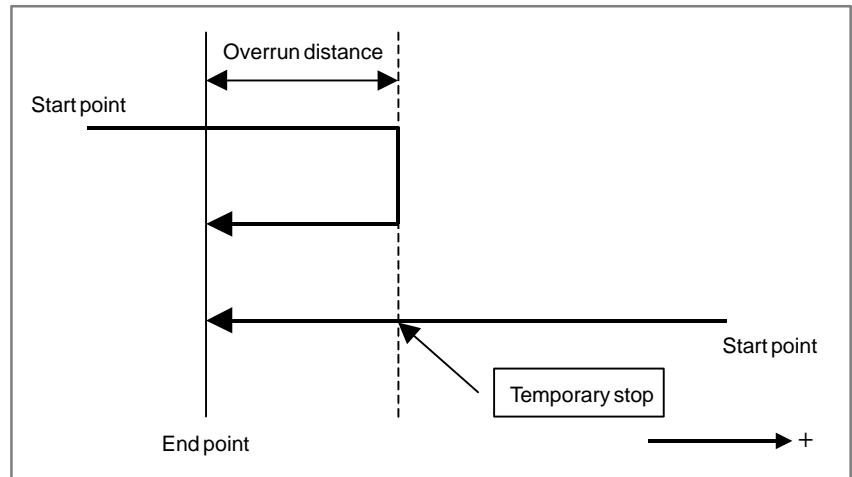 Overrun distance
Start point
Start point
Temporary stop
End point
+